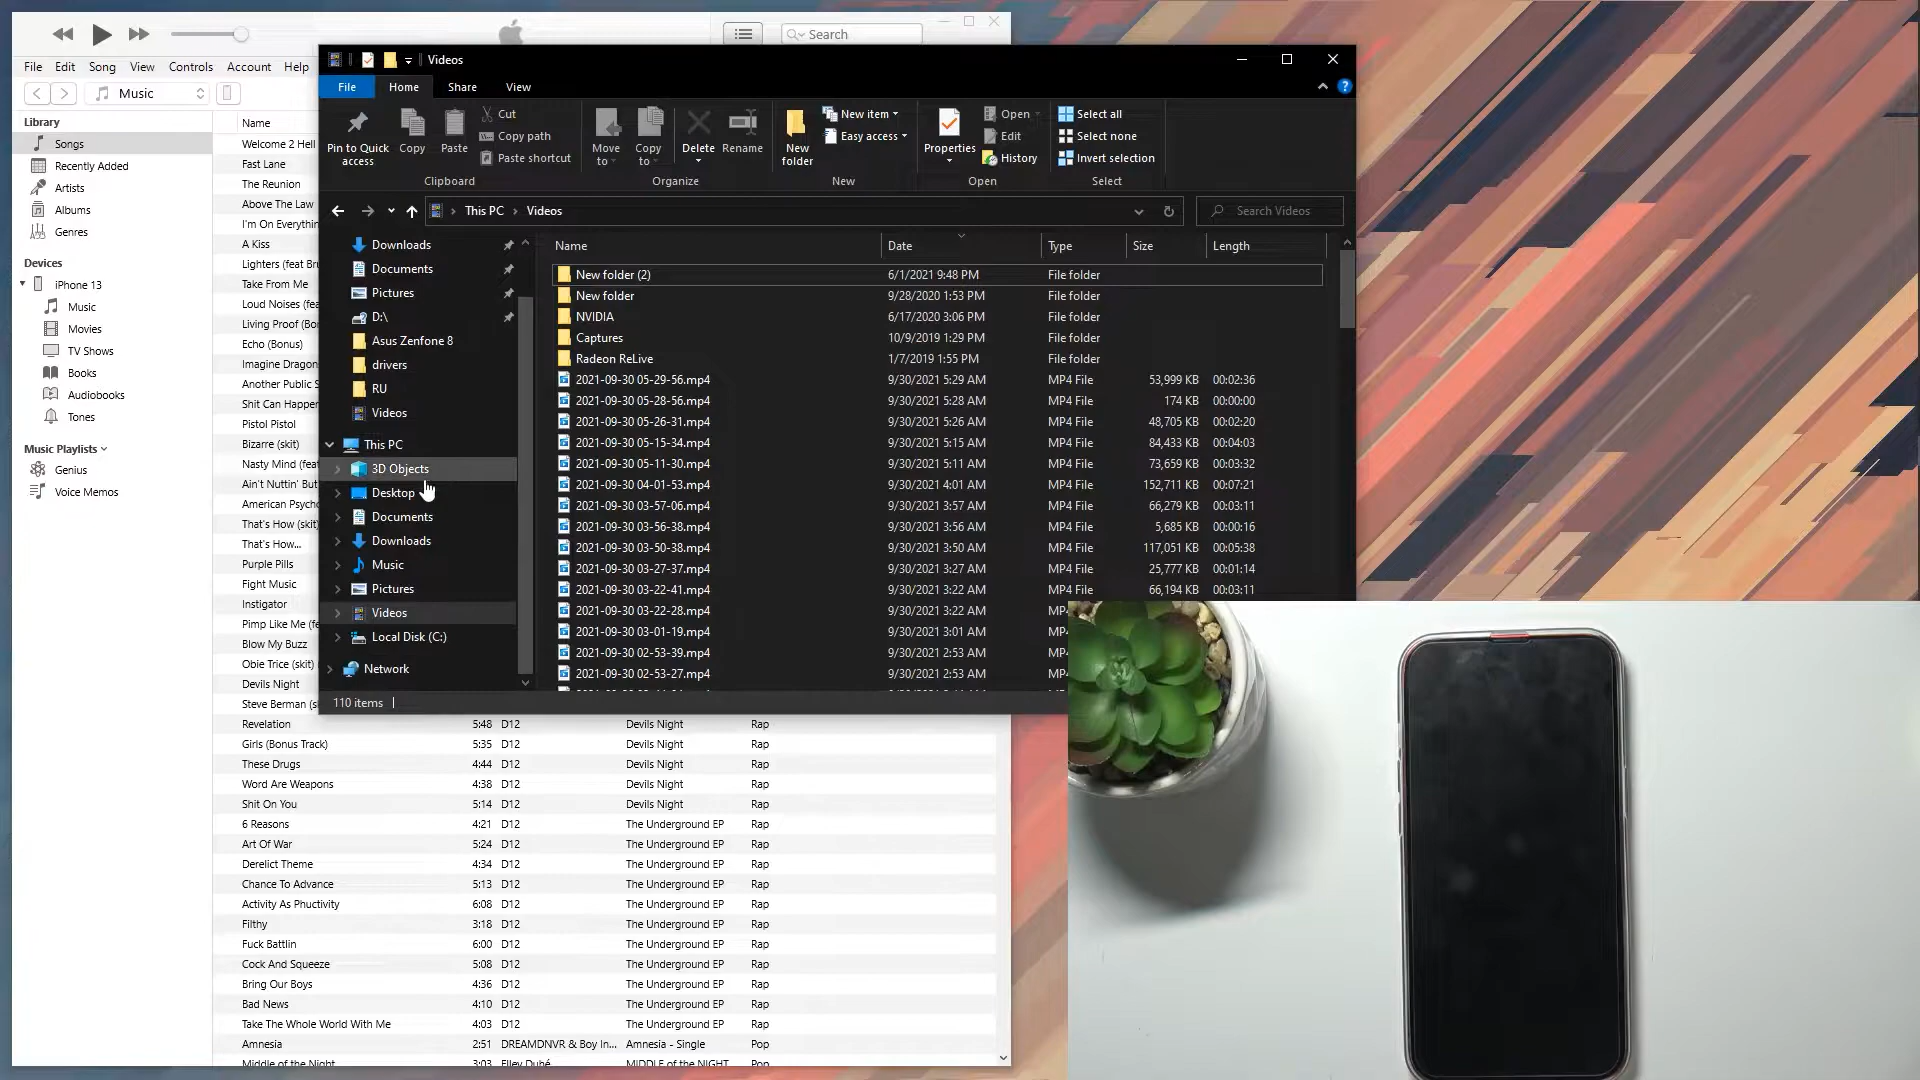 Search
File Edit Song View Controls Account Help
Music
Library
Songs
Recently Added
Artists
Albums
Genres
Devices
iPhone 13
Music
Movies
TV Shows
Books
Audiobooks
Tones
Music Playlists
Genius
Voice Memos
Name
Welcome 2 Hell
Fast Lane
The Reunion
Above The Law
I'm On Everythin
A Kiss
Lighters (feat Br
Take From Me
Loud Noises (fea
Living Proof (Bo
Echo (Bonus)
Imagine Dragon
Another Public S
Shit Can Happer
Pistol Pistol
Bizarre (skit)
Nasty Mind (fea
Ain't Nuttin' But
American Psych
That's How (skit)
That's How...
Purple Pills
Fight Music
Instigator
Pimp Like Me (fe
Blow My Buzz
Obie Trice (skit)
Devils Night
Steve Berman (s
Revelation 5:48 D12 Devils Night Rap
Girls (Bonus Track) 5:35 D12 Devils Night Rap
These Drugs 4:44 D12 Devils Night Rap
Word Are Weapons 4:38 D12 Devils Night Rap
Shit On You 5:14 D12 Devils Night Rap
6 Reasons 4:21 D12 The Underground EP Rap
Art Of War 5:24 D12 The Underground EP Rap
Derelict Theme 4:34 D12 The Underground EP Rap
Chance To Advance 5:13 D12 The Underground EP Rap
Activity As Phuctivity 6:08 D12 The Underground EP Rap
Filthy 3:18 D12 The Underground EP Rap
Fuck Battlin 6:00 D12 The Underground EP Rap
Cock And Squeeze 5:08 D12 The Underground EP Rap
Bring Our Boys 4:36 D12 The Underground EP Rap
Bad News 4:10 D12 The Underground EP Rap
Take The Whole World With Me 4:03 D12 The Underground EP Rap
Amnesia 2:51 DREAMDNVR & Boy In... Amnesia - Single Pop
Middle of the Night 3:03 Elley Duhé MIDDLE of the NIGHT R&B/Soul
Videos
File Home Share View
Pin to Quick access
Copy
Paste
Cut
Copy path
Paste shortcut
Clipboard
Move to
Copy to
Delete
Rename
Organize
New folder
New item
Easy access
New
Properties
Open
Edit
History
Open
Select all
Select none
Invert selection
Select
This PC Videos
Search Videos
Downloads
Documents
Pictures
D:\
Asus Zenfone 8
drivers
RU
Videos
This PC
3D Objects
Desktop
Documents
Downloads
Music
Pictures
Videos
Local Disk (C:)
Network
Name Date Type Size Length
New folder (2) 6/1/2021 9:48 PM File folder
New folder 9/28/2020 1:53 PM File folder
NVIDIA 6/17/2020 3:06 PM File folder
Captures 10/9/2019 1:29 PM File folder
Radeon ReLive 1/7/2019 1:55 PM File folder
2021-09-30 05-29-56.mp4 9/30/2021 5:29 AM MP4 File 53,999 KB 00:02:36
2021-09-30 05-28-56.mp4 9/30/2021 5:28 AM MP4 File 174 KB 00:00:00
2021-09-30 05-26-31.mp4 9/30/2021 5:26 AM MP4 File 48,705 KB 00:02:20
2021-09-30 05-15-34.mp4 9/30/2021 5:15 AM MP4 File 84,433 KB 00:04:03
2021-09-30 05-11-30.mp4 9/30/2021 5:11 AM MP4 File 73,659 KB 00:03:32
2021-09-30 04-01-53.mp4 9/30/2021 4:01 AM MP4 File 152,711 KB 00:07:21
2021-09-30 03-57-06.mp4 9/30/2021 3:57 AM MP4 File 66,279 KB 00:03:11
2021-09-30 03-56-38.mp4 9/30/2021 3:56 AM MP4 File 5,685 KB 00:00:16
2021-09-30 03-50-38.mp4 9/30/2021 3:50 AM MP4 File 117,051 KB 00:05:38
2021-09-30 03-27-37.mp4 9/30/2021 3:27 AM MP4 File 25,777 KB 00:01:14
2021-09-30 03-22-41.mp4 9/30/2021 3:22 AM MP4 File 66,194 KB 00:03:11
2021-09-30 03-22-28.mp4 9/30/2021 3:22 AM MP4
2021-09-30 03-01-19.mp4 9/30/2021 3:01 AM MP4
2021-09-30 02-53-39.mp4 9/30/2021 2:53 AM MP4
2021-09-30 02-53-27.mp4 9/30/2021 2:53 AM MP4
110 items